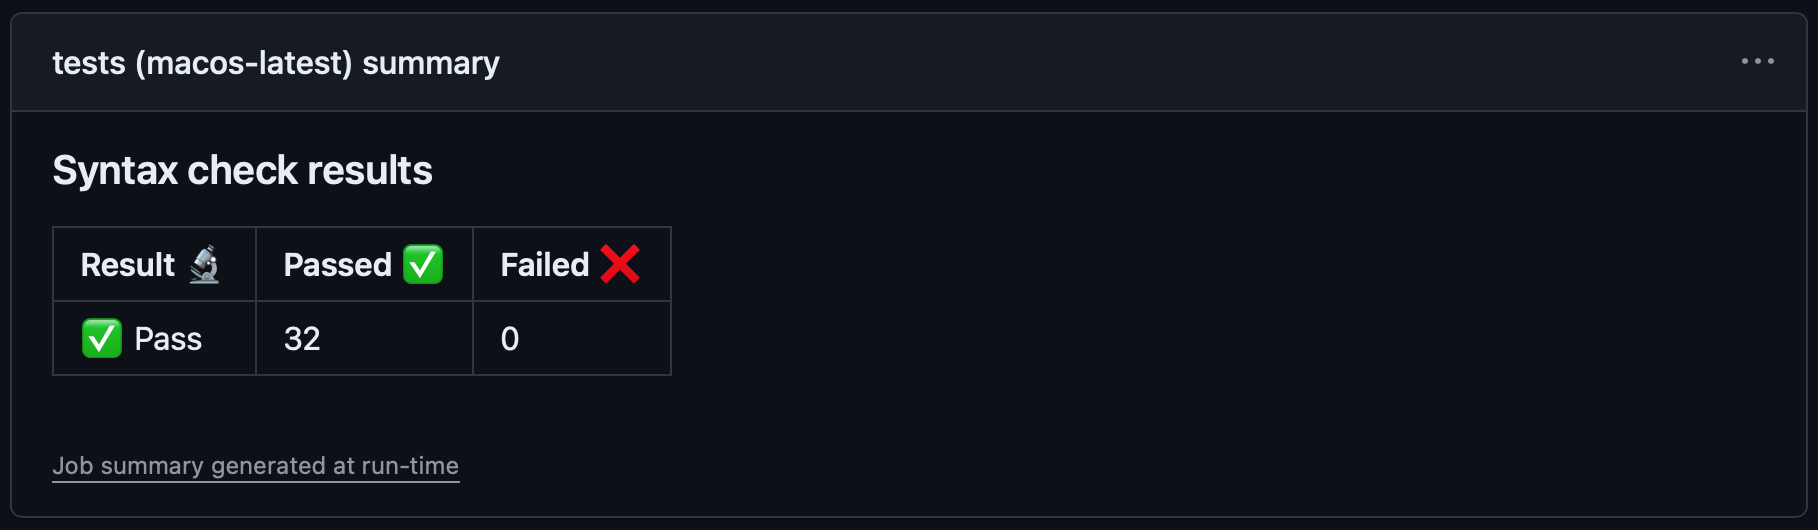 tests (macos-latest) summary
Syntax check results
Result 🔬 Passed ✅ Failed ❌
✅ Pass 32 0
Job summary generated at run-time